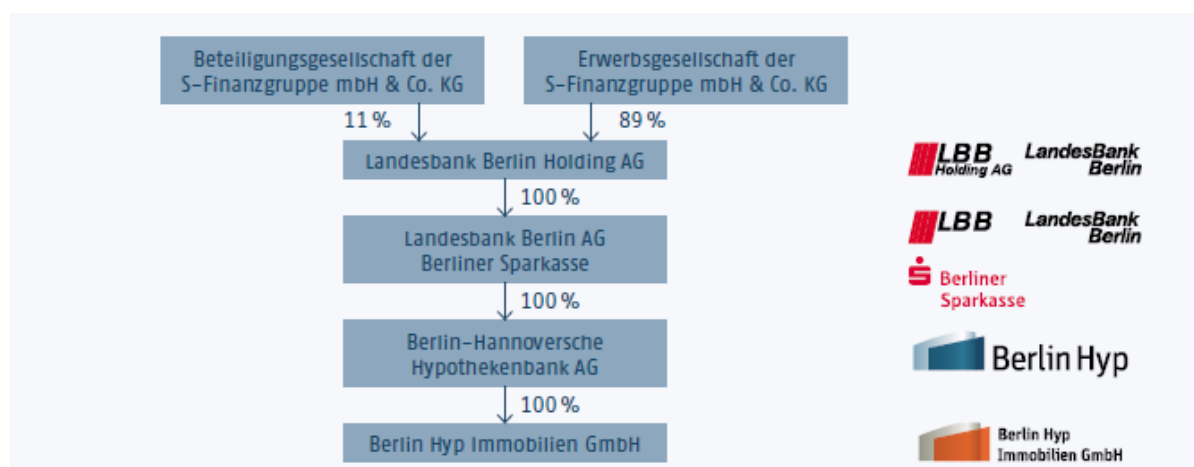 Beteiligungsgesellschaft der
S-Finanzgruppe mbH & Co. KG
Erwerbsgesellschaft der
S-Finanzgruppe mbH & Co. KG
11 %
89 %
Landesbank Berlin Holding AG
LBB
Holding AG
LandesBank
Berlin
100 %
Landesbank Berlin AG
Berliner Sparkasse
LBB
LandesBank
Berlin
Berliner
Sparkasse
100 %
Berlin-Hannoversche
Hypothekenbank AG
Berlin Hyp
100 %
Berlin Hyp Immobilien GmbH
Berlin Hyp
Immobilien GmbH